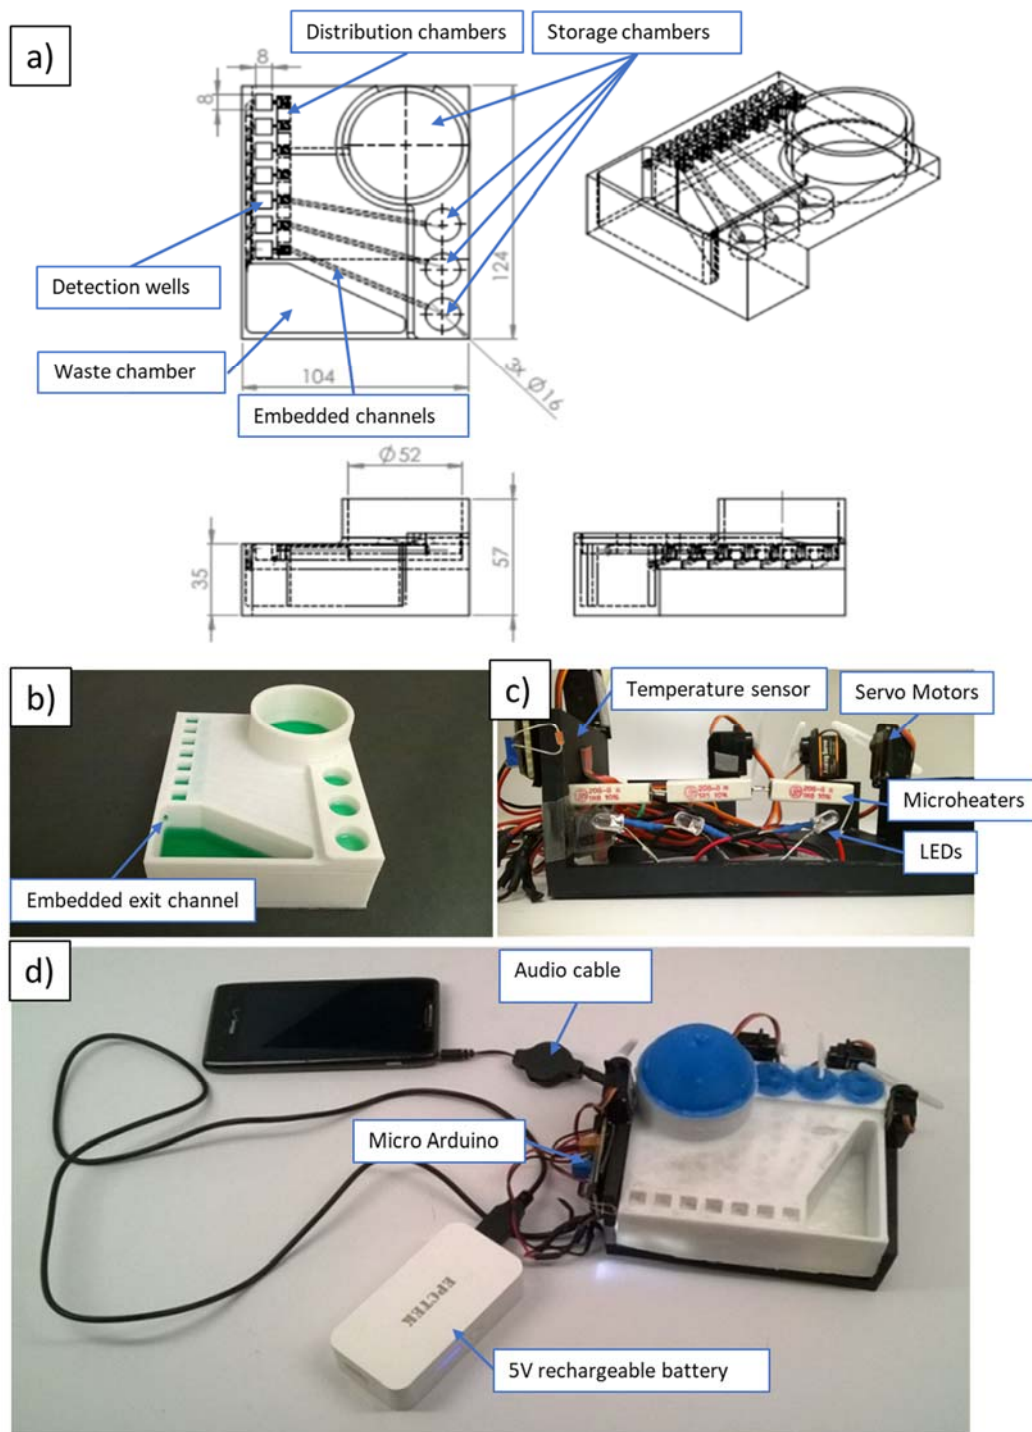 a)
Distribution chambers
Storage chambers
8
8
124
Detection wells
Waste chamber
104
3x Ø16
Embedded channels
Ø52
35
57
b)
Embedded exit channel
c)
Temperature sensor
Servo Motors
Microheaters
LEDs
d)
Audio cable
Micro Arduino
EPCTEK
5V rechargeable battery